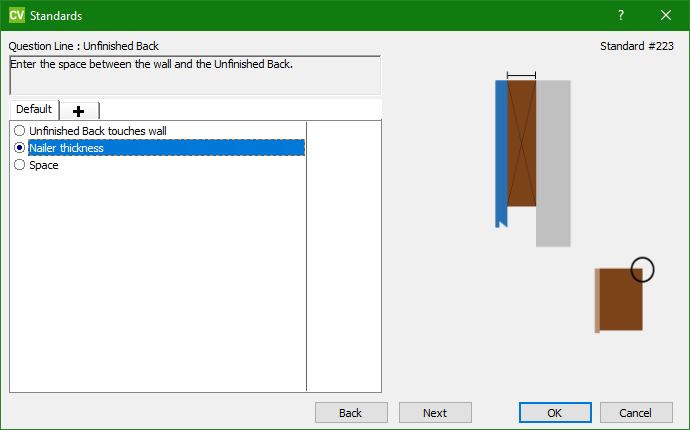 CV Standards ?
Question Line : Unfinished Back
Standard #223
Enter the space between the wall and the Unfinished Back.
Default
Unfinished Back touches wall
Nailer thickness
Space
Back Next OK Cancel